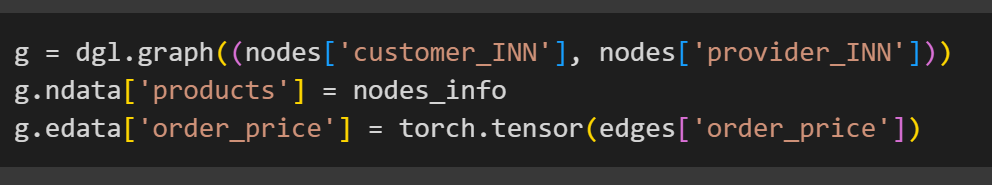 g = dgl.graph((nodes['customer_INN'], nodes['provider_INN']))
g.ndata['products'] = nodes_info
g.edata['order_price'] = torch.tensor(edges['order_price'])